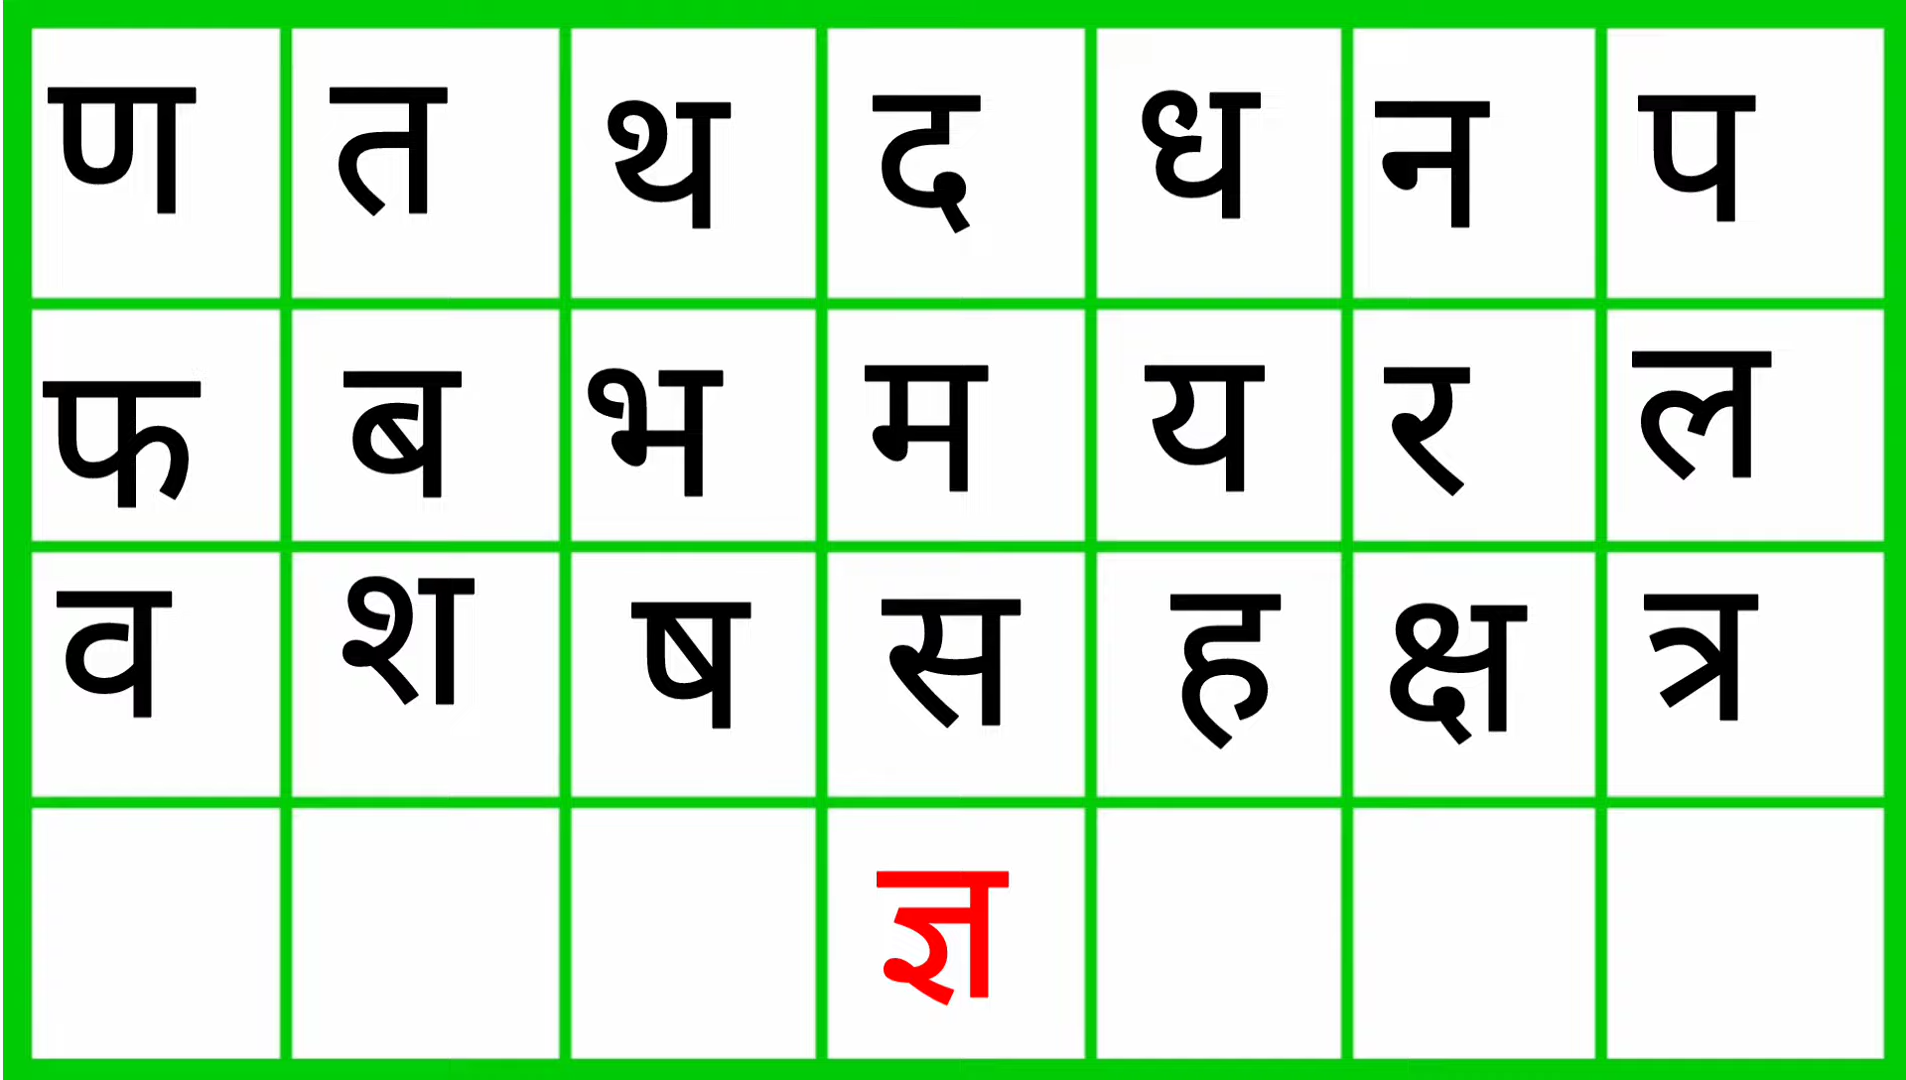 ण त थ द ध न प
फ ब भ म य र ल
व श ष स ह क्ष त्र
ज्ञ